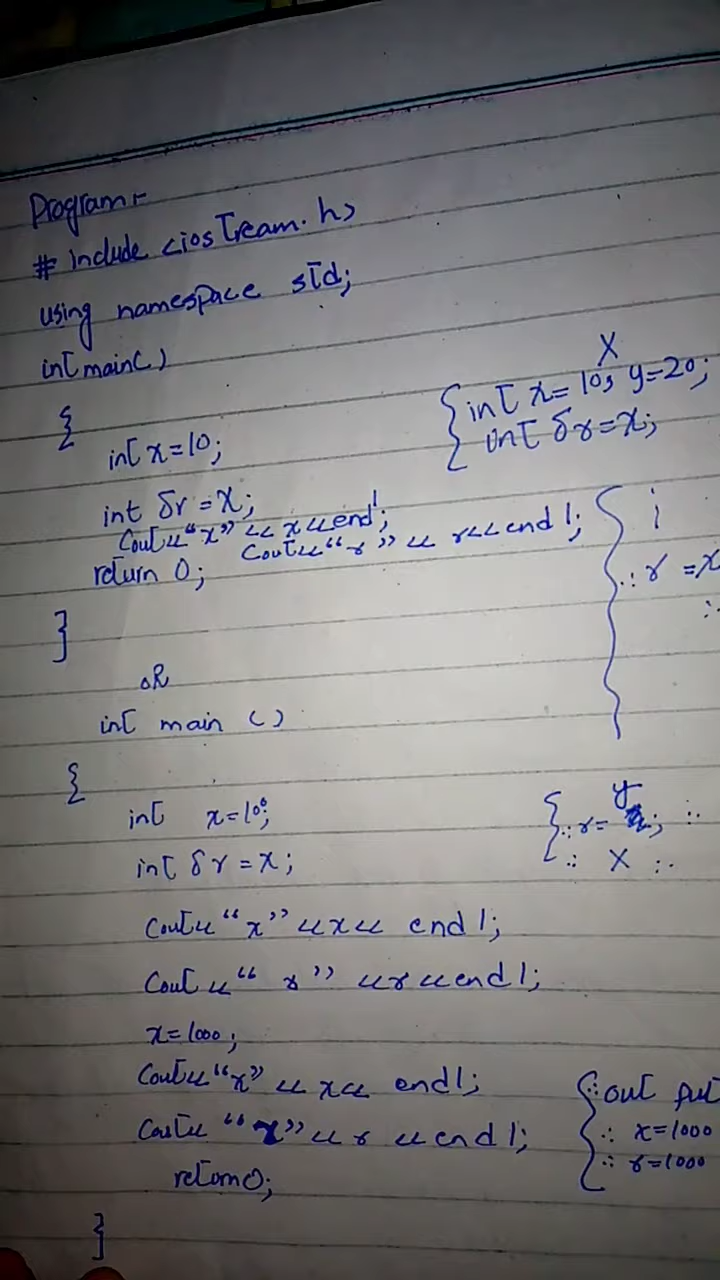 Program:-
# Include <iostream.h>
using namespace std;
int main()
{
int x=10;
int &r=x;
Cout<<"x"<<x<<endl;
Cout<<"r"<<r<<endl;
return 0;
}
X
{int x=10, y=20;
int &r=x;
{ i
∴ r =x
∴
OR
int main ()
{
int x=10;
int &r=x;
Cout<<"x"<<x<< endl;
Cout<<"r"<<r<<endl;
x=1000;
Cout<<"x"<<x<< endl;
Cout<<"r"<<r<<endl;
return 0;
}
y
{∴ r= ; ∴
∴ X ∴
{∴ out put
∴ x=1000
∴ r=1000